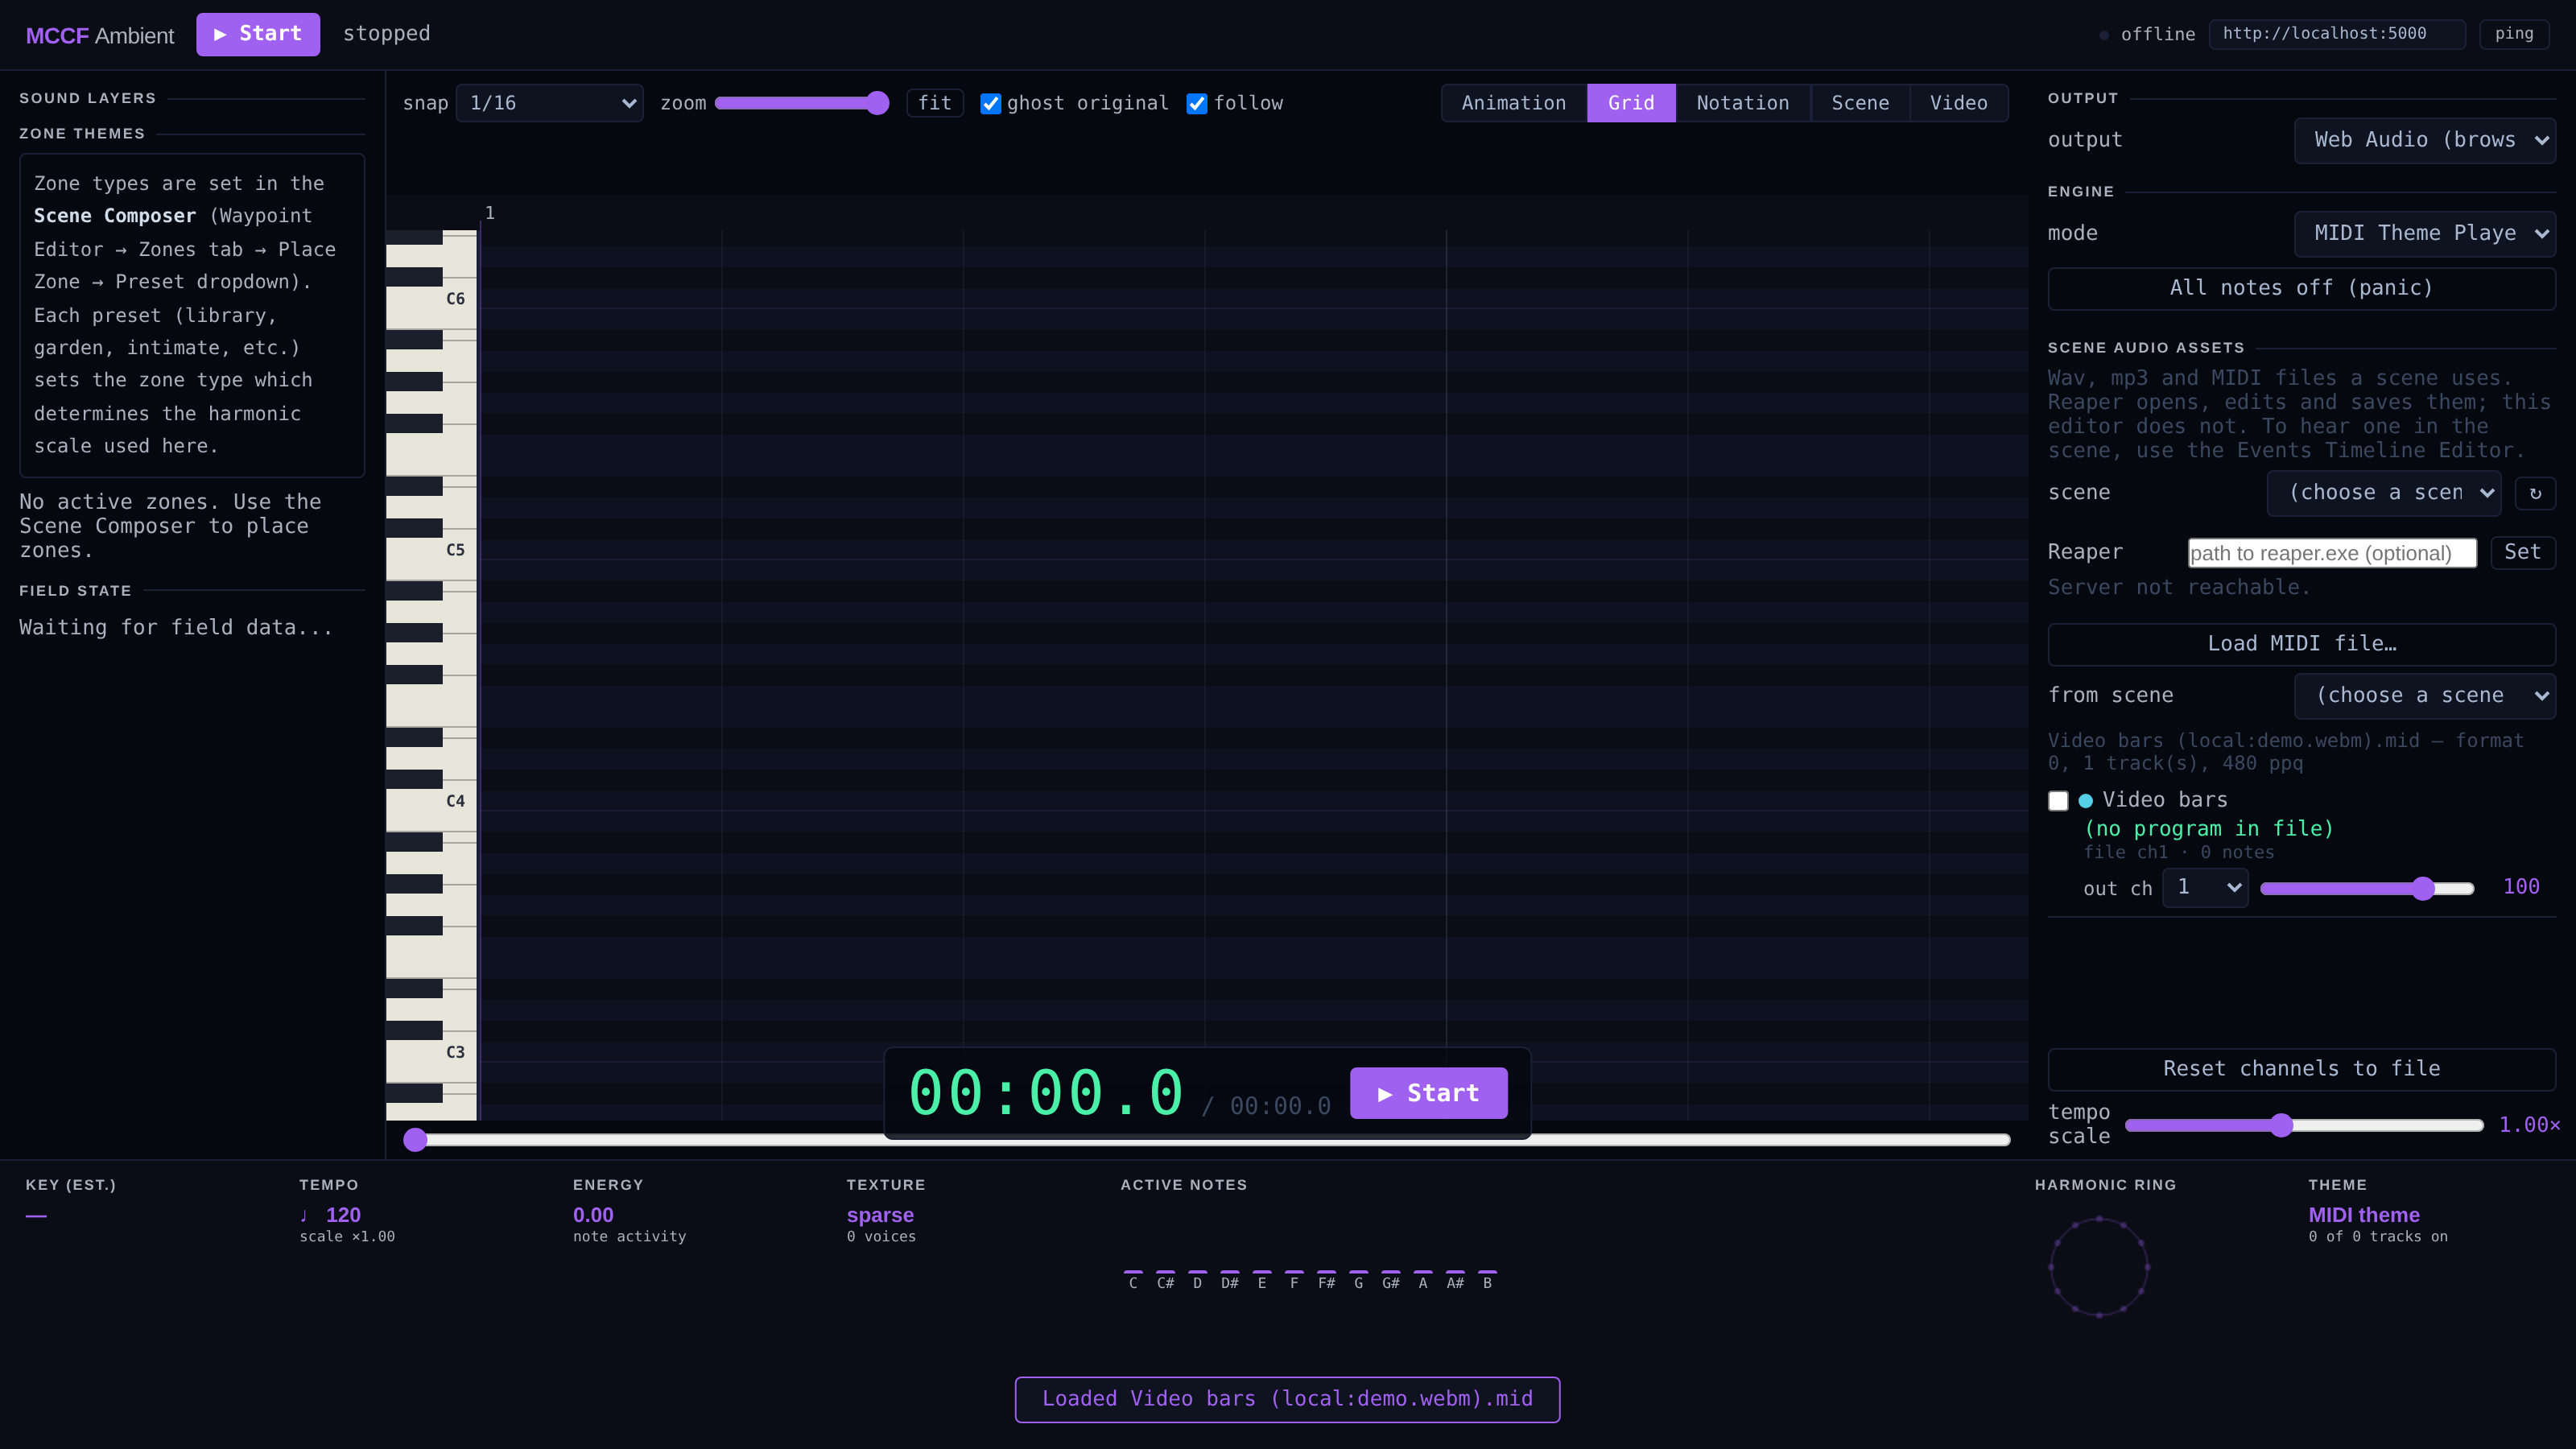 MCCF Ambient
▶ Start
stopped
offline
http://localhost:5000
ping
SOUND LAYERS
ZONE THEMES
Zone types are set in the
Scene Composer (Waypoint
Editor → Zones tab → Place
Zone → Preset dropdown).
Each preset (library,
garden, intimate, etc.)
sets the zone type which
determines the harmonic
scale used here.
No active zones. Use the
Scene Composer to place
zones.
FIELD STATE
Waiting for field data...
snap
1/16
zoom
fit
ghost original
follow
Animation
Grid
Notation
Scene
Video
1
C6
C5
C4
C3
00:00.0 / 00:00.0
▶ Start
OUTPUT
output
Web Audio (brows
ENGINE
mode
MIDI Theme Playe
All notes off (panic)
SCENE AUDIO ASSETS
Wav, mp3 and MIDI files a scene uses.
Reaper opens, edits and saves them; this
editor does not. To hear one in the
scene, use the Events Timeline Editor.
scene
(choose a scen
↻
Reaper
path to reaper.exe (optional)
Set
Server not reachable.
Load MIDI file…
from scene
(choose a scene
Video bars (local:demo.webm).mid — format
0, 1 track(s), 480 ppq
Video bars
(no program in file)
file ch1 · 0 notes
out ch
1
100
Reset channels to file
tempo
scale
1.00×
KEY (EST.)
—
TEMPO
♩ 120
scale ×1.00
ENERGY
0.00
note activity
TEXTURE
sparse
0 voices
ACTIVE NOTES
C C# D D# E F F# G G# A A# B
HARMONIC RING
THEME
MIDI theme
0 of 0 tracks on
Loaded Video bars (local:demo.webm).mid